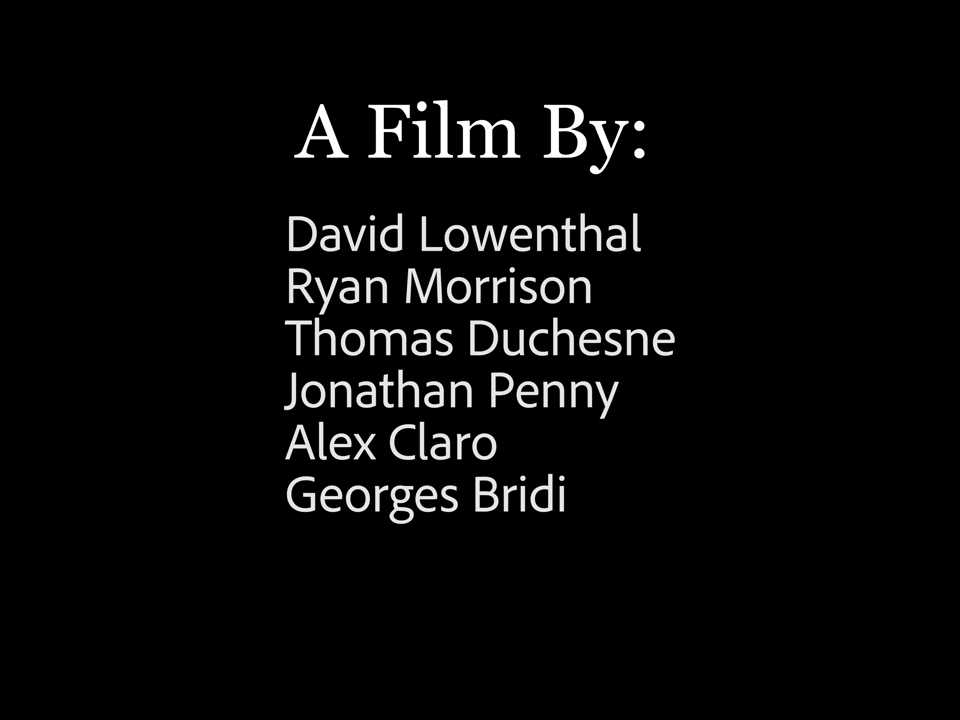 A Film By:
David Lowenthal
Ryan Morrison
Thomas Duchesne
Jonathan Penny
Alex Claro
Georges Bridi